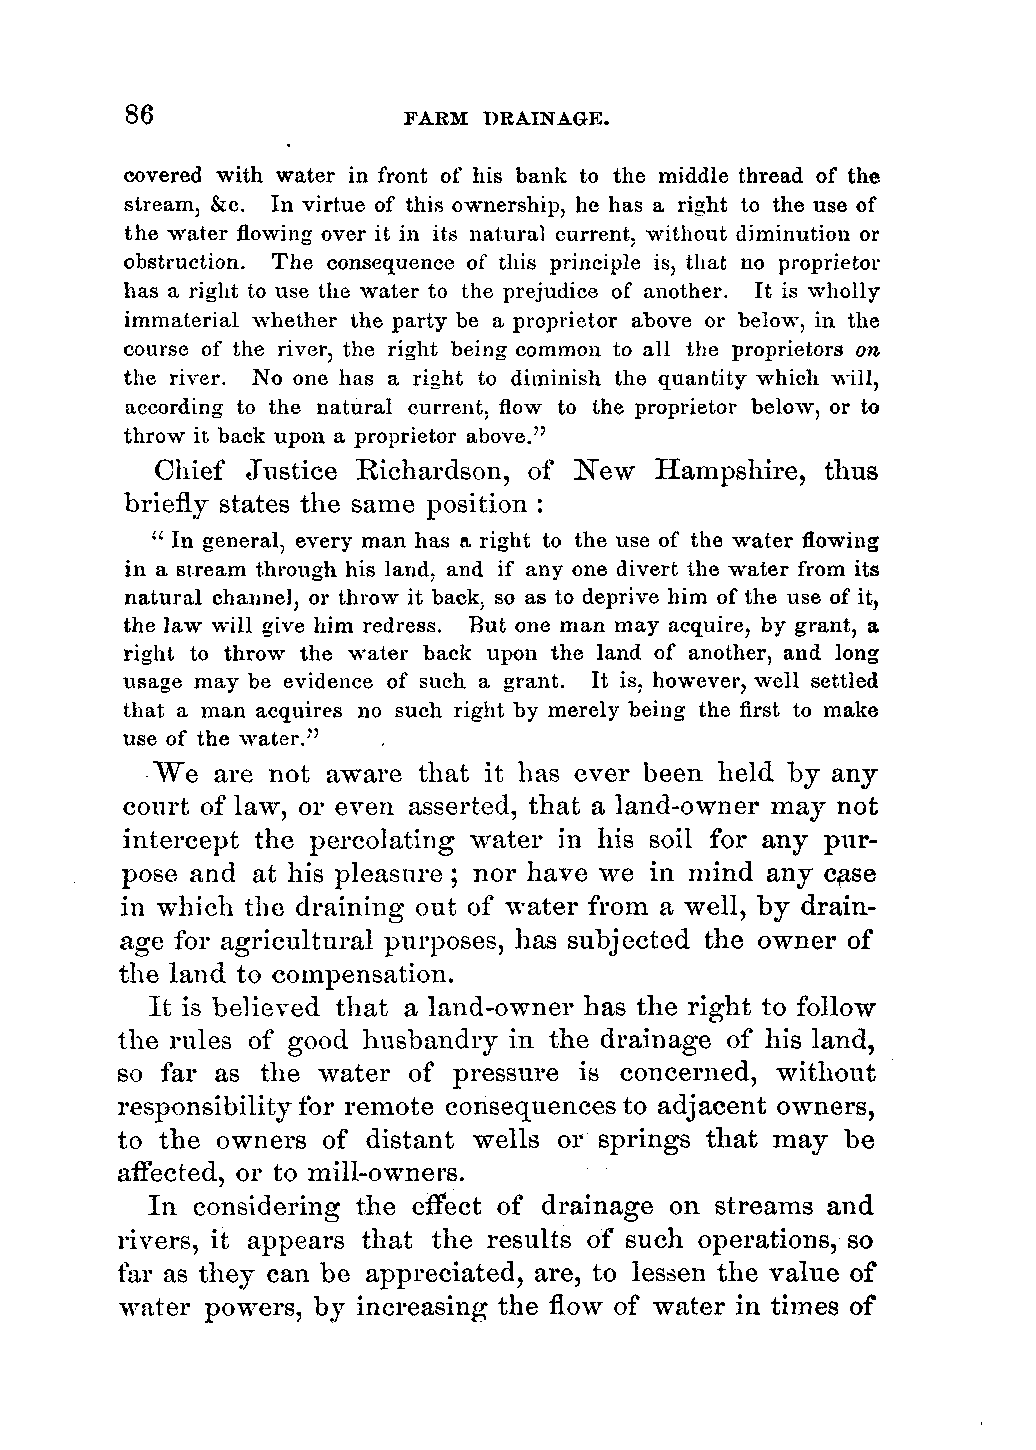 86 FARM DRAINAGE.
covered with water in front of his bank to the middle thread of the
stream, &c. In virtue of this ownership, he has a right to the use of
the water flowing over it in its natural current, without diminution or
obstruction. The consequence of this principle is, that no proprietor
has a right to use the water to the prejudice of another. It is wholly
immaterial whether the party be a proprietor above or below, in the
course of the river, the right being common to all the proprietors on
the river. No one has a right to diminish the quantity which will,
according to the natural current, flow to the proprietor below, or to
throw it back upon a proprietor above."
Chief Justice Richardson, of New Hampshire, thus
briefly states the same position :
"In general, every man has a right to the use of the water flowing
in a stream through his land, and if any one divert the water from its
natural channel, or throw it back, so as to deprive him of the use of it,
the law will give him redress. But one man may acquire, by grant, a
right to throw the water back upon the land of another, and long
usage may be evidence of such a grant. It is, however, well settled
that a man acquires no such right by merely being the first to make
use of the water."
We are not aware that it has ever been held by any
court of law, or even asserted, that a land-owner may not
intercept the percolating water in his soil for any pur-
pose and at his pleasure ; nor have we in mind any case
in which the draining out of water from a well, by drain-
age for agricultural purposes, has subjected the owner of
the land to compensation.
It is believed that a land-owner has the right to follow
the rules of good husbandry in the drainage of his land,
so far as the water of pressure is concerned, without
responsibility for remote consequences to adjacent owners,
to the owners of distant wells or springs that may be
affected, or to mill-owners.
In considering the effect of drainage on streams and
rivers, it appears that the results of such operations, so
far as they can be appreciated, are, to lessen the value of
water powers, by increasing the flow of water in times of